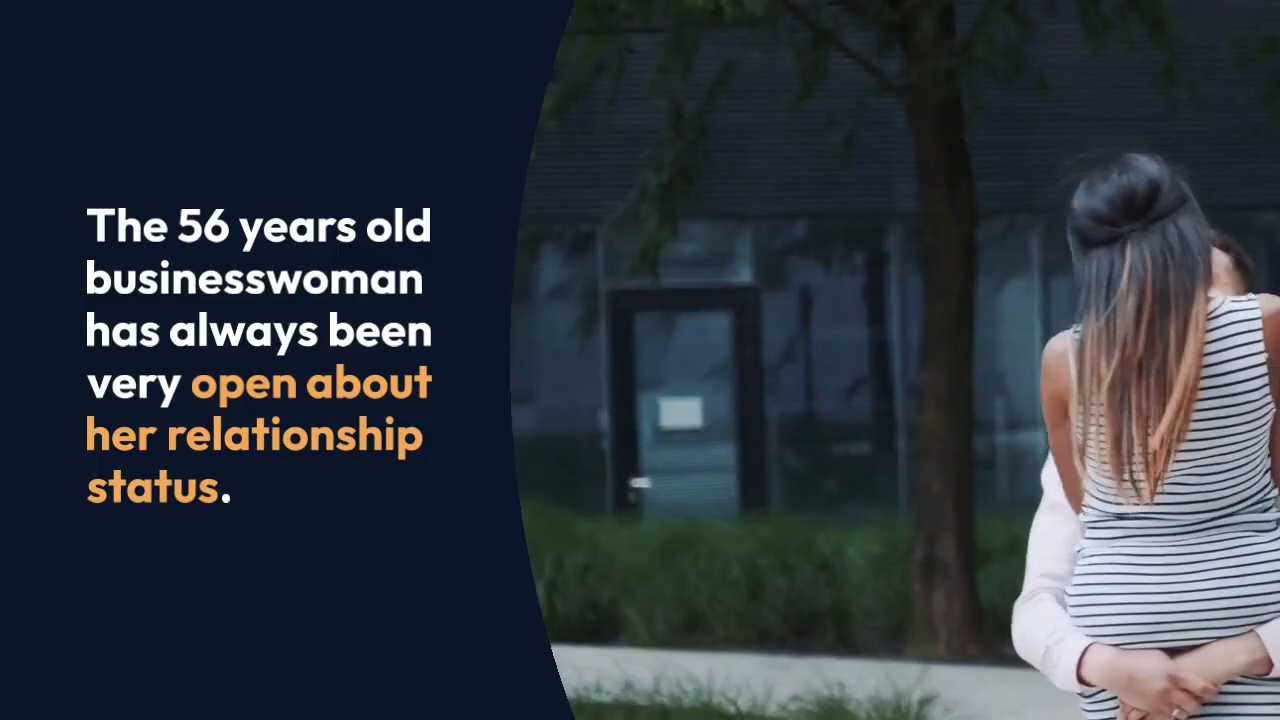 The 56 years old
businesswoman
has always been
very open about
her relationship
status.